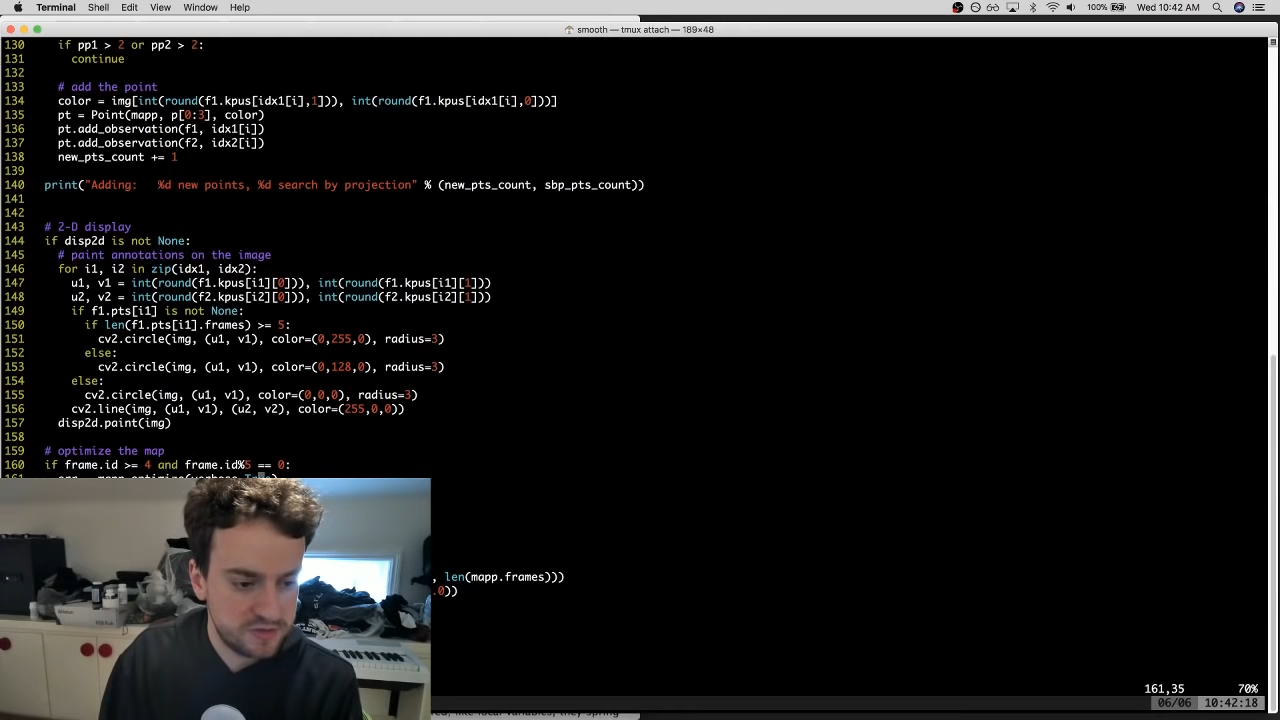 Terminal Shell Edit View Window Help 100% Wed 10:42 AM
smooth — tmux attach — 189×48
130 if pp1 > 2 or pp2 > 2:
131 continue
132
133 # add the point
134 color = img[int(round(f1.kpus[idx1[i],1])), int(round(f1.kpus[idx1[i],0]))]
135 pt = Point(mapp, p[0:3], color)
136 pt.add_observation(f1, idx1[i])
137 pt.add_observation(f2, idx2[i])
138 new_pts_count += 1
139
140 print("Adding: %d new points, %d search by projection" % (new_pts_count, sbp_pts_count))
141
142
143 # 2-D display
144 if disp2d is not None:
145 # paint annotations on the image
146 for i1, i2 in zip(idx1, idx2):
147 u1, v1 = int(round(f1.kpus[i1][0])), int(round(f1.kpus[i1][1]))
148 u2, v2 = int(round(f2.kpus[i2][0])), int(round(f2.kpus[i2][1]))
149 if f1.pts[i1] is not None:
150 if len(f1.pts[i1].frames) >= 5:
151 cv2.circle(img, (u1, v1), color=(0,255,0), radius=3)
152 else:
153 cv2.circle(img, (u1, v1), color=(0,128,0), radius=3)
154 else:
155 cv2.circle(img, (u1, v1), color=(0,0,0), radius=3)
156 cv2.line(img, (u1, v1), (u2, v2), color=(255,0,0))
157 disp2d.paint(img)
158
159 # optimize the map
160 if frame.id >= 4 and frame.id%5 == 0:
, len(mapp.frames)))
.0))
161,35 70%
06/06 10:42:18